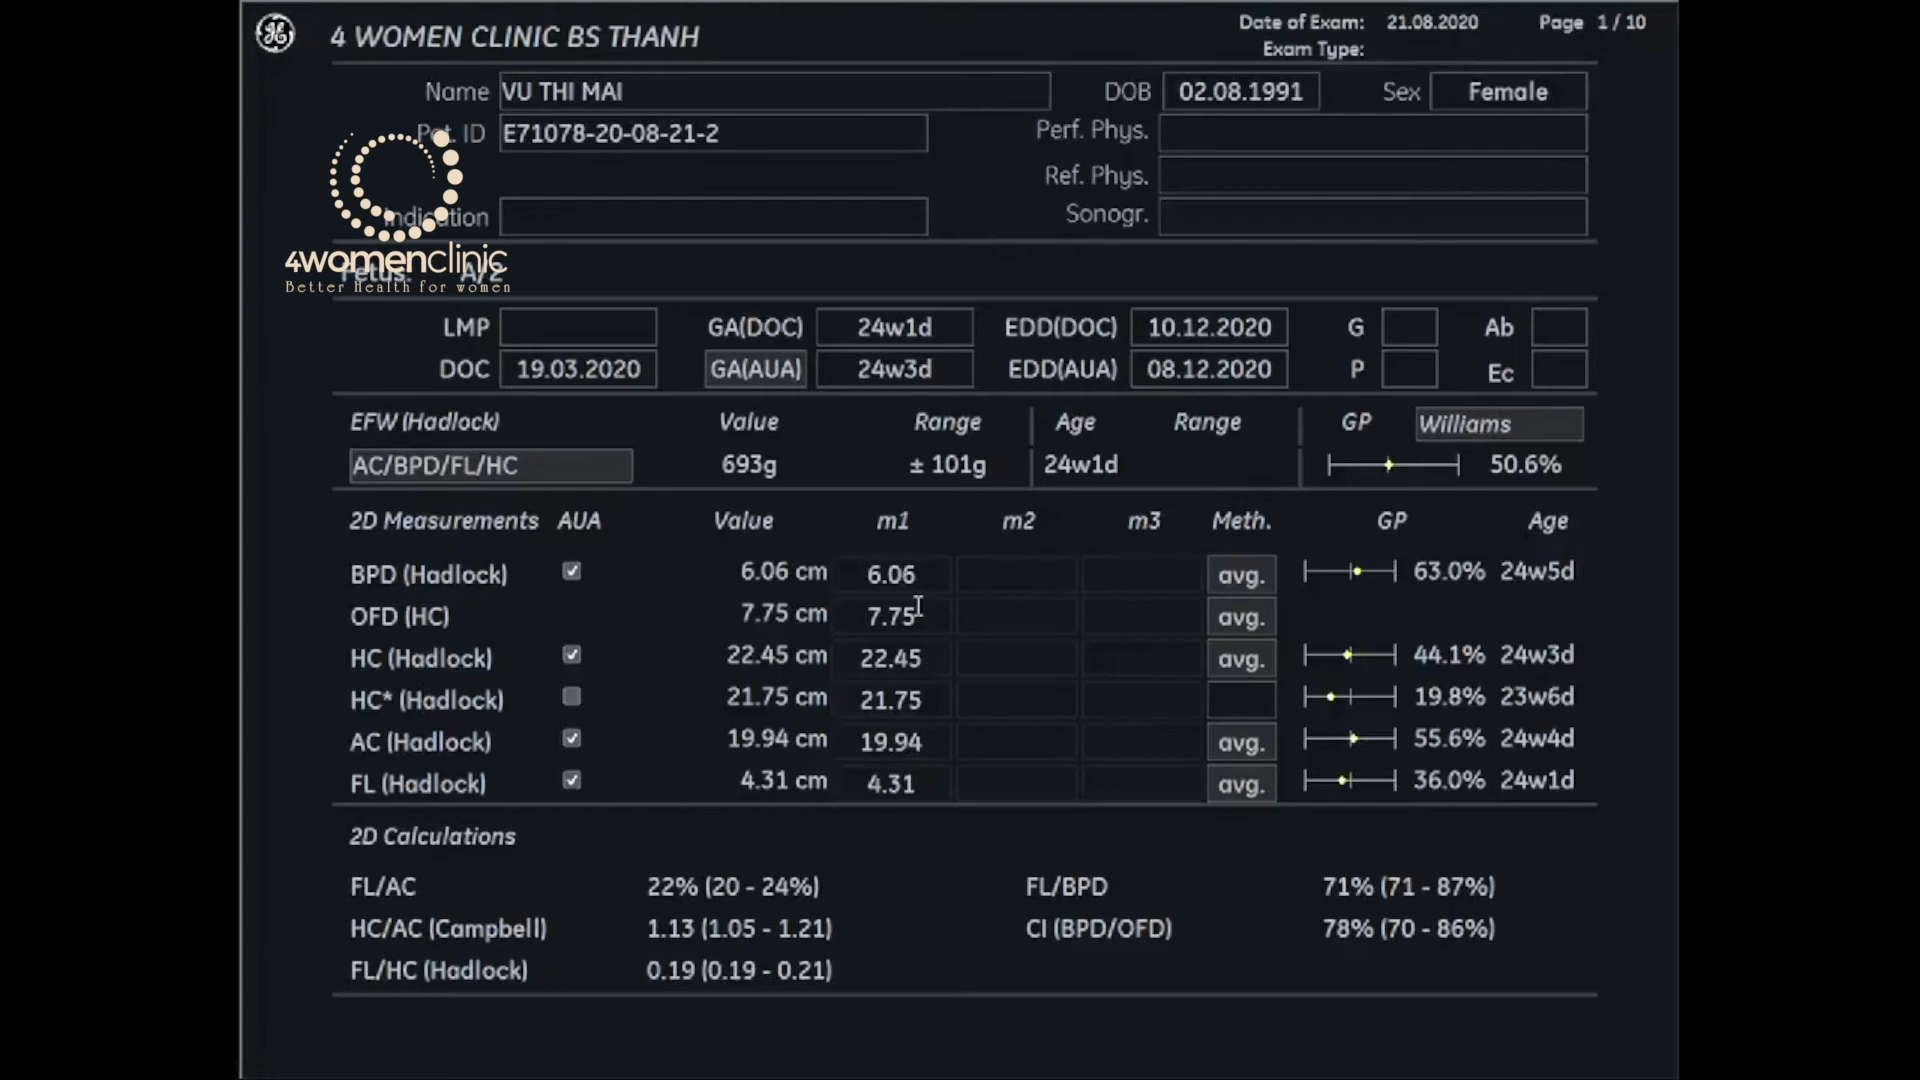 4 WOMEN CLINIC BS THANH
Date of Exam: 21.08.2020 Page 1 / 10
Exam Type:
Name VU THI MAI DOB 02.08.1991 Sex Female
Pat. ID E71078-20-08-21-2 Perf. Phys.
Ref. Phys.
Indication Sonogr.
4womenclinic
Better Health for women
Fetus: A/2
LMP GA(DOC) 24w1d EDD(DOC) 10.12.2020 G Ab
DOC 19.03.2020 GA(AUA) 24w3d EDD(AUA) 08.12.2020 P Ec
EFW (Hadlock) Value Range Age Range GP Williams
AC/BPD/FL/HC 693g ± 101g 24w1d 50.6%
2D Measurements AUA Value m1 m2 m3 Meth. GP Age
BPD (Hadlock) 6.06 cm 6.06 avg. 63.0% 24w5d
OFD (HC) 7.75 cm 7.75 avg.
HC (Hadlock) 22.45 cm 22.45 avg. 44.1% 24w3d
HC* (Hadlock) 21.75 cm 21.75 19.8% 23w6d
AC (Hadlock) 19.94 cm 19.94 avg. 55.6% 24w4d
FL (Hadlock) 4.31 cm 4.31 avg. 36.0% 24w1d
2D Calculations
FL/AC 22% (20 - 24%) FL/BPD 71% (71 - 87%)
HC/AC (Campbell) 1.13 (1.05 - 1.21) CI (BPD/OFD) 78% (70 - 86%)
FL/HC (Hadlock) 0.19 (0.19 - 0.21)